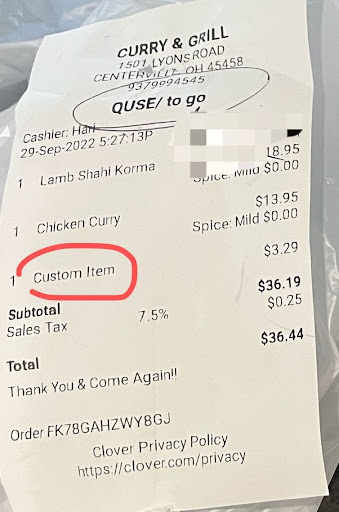 CURRY & GRILL
1501 LYONS ROAD
CENTERVILLE, OH 45458
9379994545
QUSE/ to go
Cashier: Hari
29-Sep-2022 5:27:13P
1 Lamb Shahi Korma 18.95
Spice: Mild $0.00
1 Chicken Curry $13.95
Spice: Mild $0.00
1 Custom Item $3.29
Subtotal $36.19
Sales Tax 7.5% $0.25
Total $36.44
Thank You & Come Again!!
Order FK78GAHZWY8GJ
Clover Privacy Policy
https://clover.com/privacy